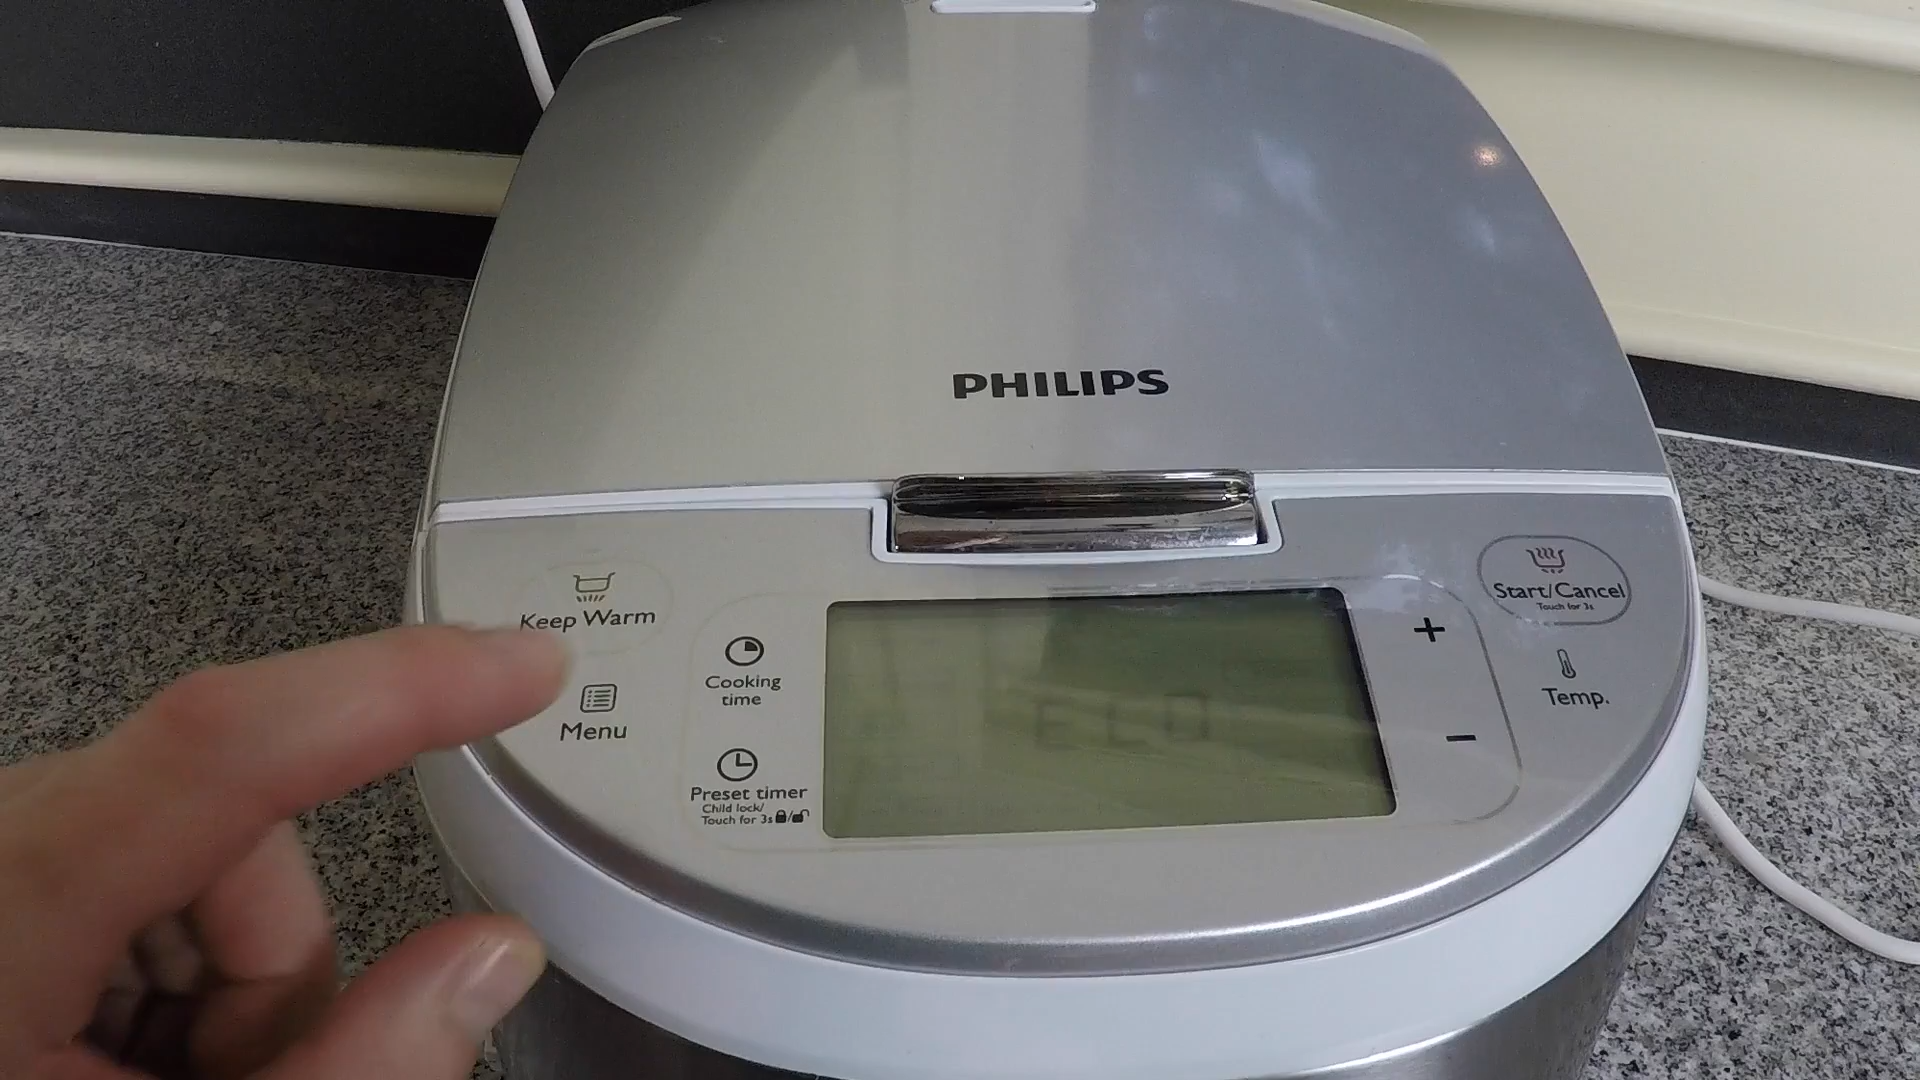 PHILIPS
Keep Warm
Menu
Cooking
time
Preset timer
Child lock/
Touch for 3s
+
-
Start/Cancel
Touch for 3s
Temp.